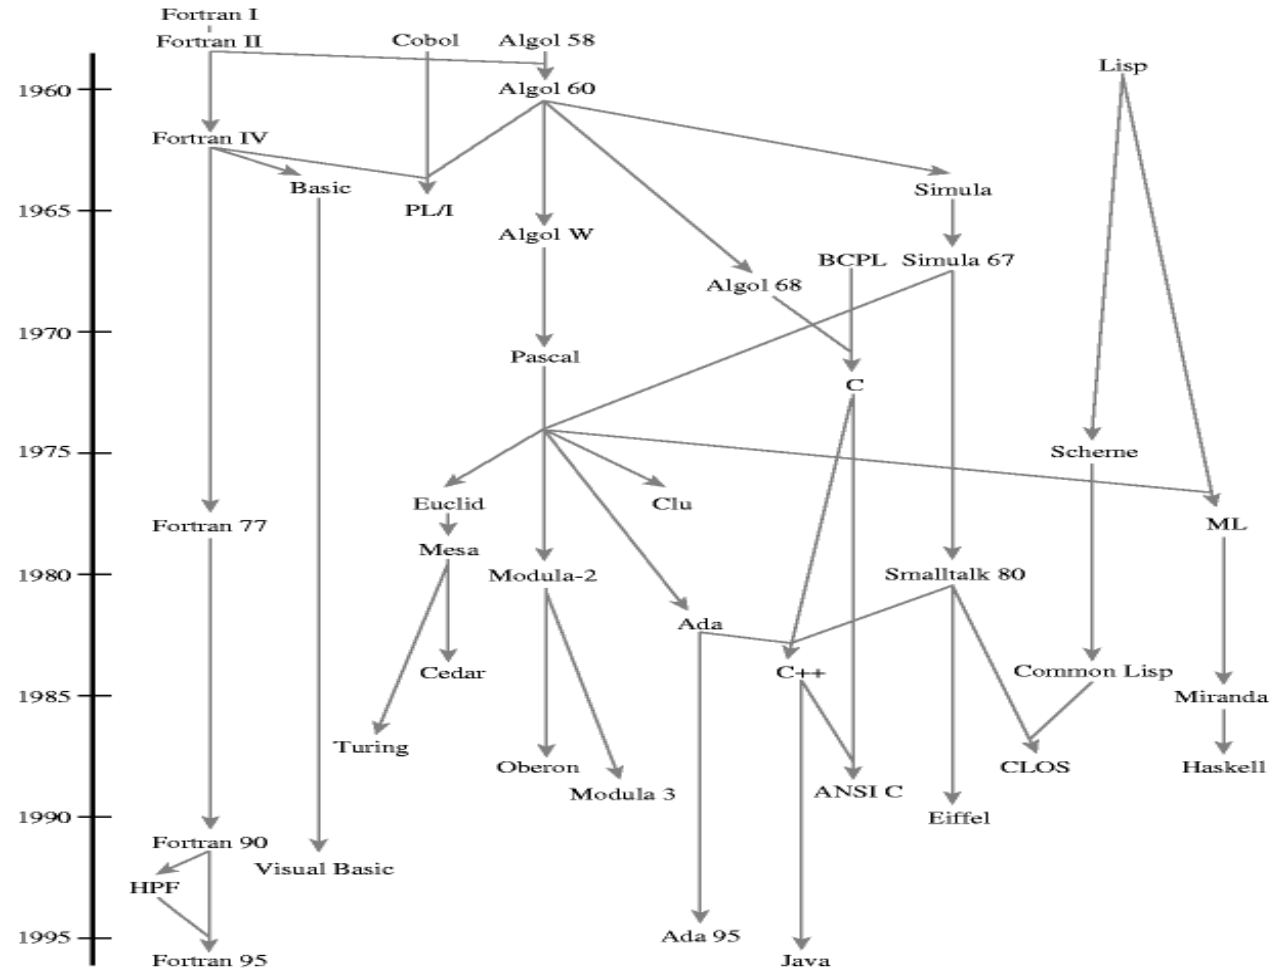 Fortran I
Fortran II Cobol Algol 58
Lisp
1960 Algol 60
Fortran IV
Basic Simula
1965 PL/I
Algol W
BCPL Simula 67
Algol 68
1970
Pascal
C
1975 Scheme
Euclid Clu
Fortran 77 ML
Mesa
1980 Modula-2 Smalltalk 80
Ada
Cedar C++ Common Lisp
1985 Miranda
Turing
Oberon CLOS Haskell
Modula 3 ANSI C
1990 Eiffel
Fortran 90
Visual Basic
HPF
1995 Ada 95
Fortran 95 Java